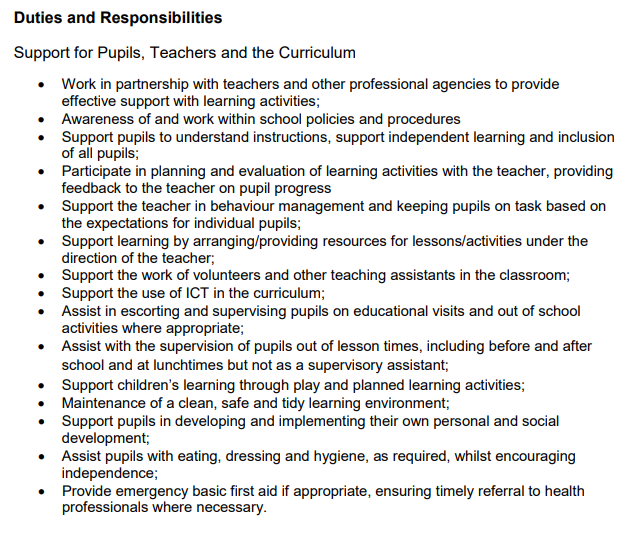 Duties and Responsibilities
Support for Pupils, Teachers and the Curriculum
• Work in partnership with teachers and other professional agencies to provide
effective support with learning activities;
• Awareness of and work within school policies and procedures
• Support pupils to understand instructions, support independent learning and inclusion
of all pupils;
• Participate in planning and evaluation of learning activities with the teacher, providing
feedback to the teacher on pupil progress
• Support the teacher in behaviour management and keeping pupils on task based on
the expectations for individual pupils;
• Support learning by arranging/providing resources for lessons/activities under the
direction of the teacher;
• Support the work of volunteers and other teaching assistants in the classroom;
• Support the use of ICT in the curriculum;
• Assist in escorting and supervising pupils on educational visits and out of school
activities where appropriate;
• Assist with the supervision of pupils out of lesson times, including before and after
school and at lunchtimes but not as a supervisory assistant;
• Support children's learning through play and planned learning activities;
• Maintenance of a clean, safe and tidy learning environment;
• Support pupils in developing and implementing their own personal and social
development;
• Assist pupils with eating, dressing and hygiene, as required, whilst encouraging
independence;
• Provide emergency basic first aid if appropriate, ensuring timely referral to health
professionals where necessary.